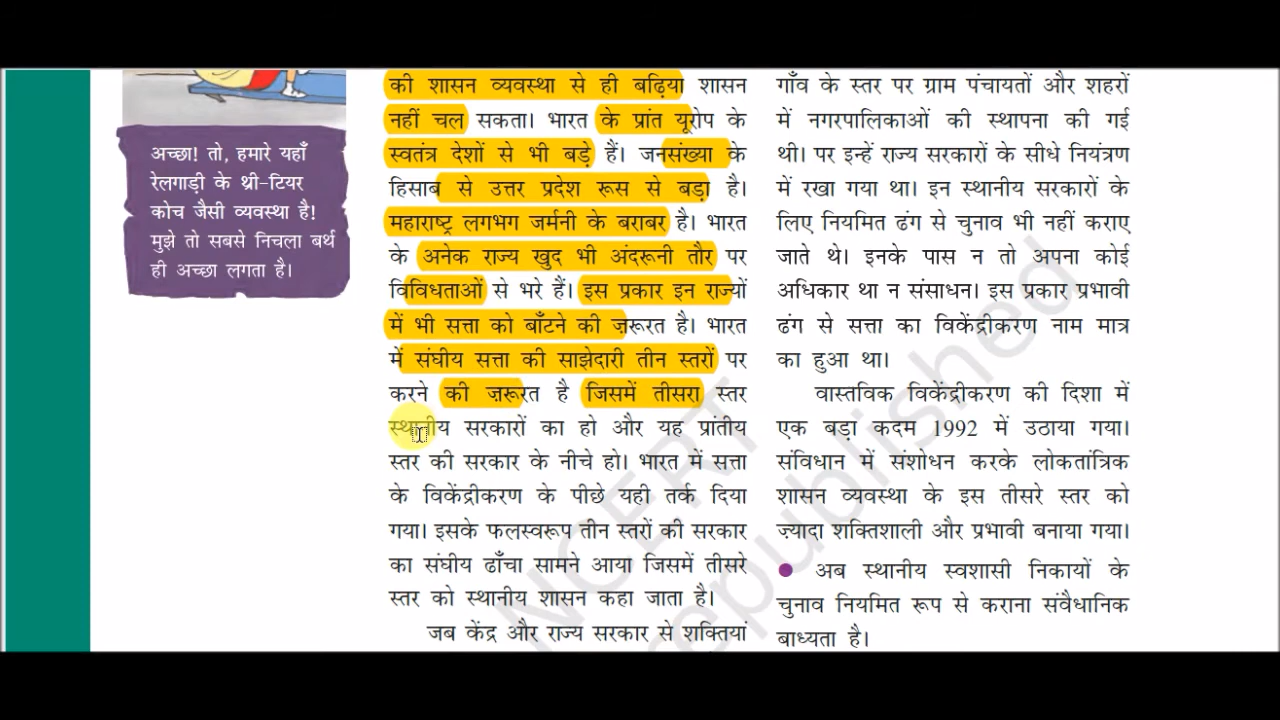 अच्छा! तो, हमारे यहाँ
रेलगाड़ी के थ्री-टियर
कोच जैसी व्यवस्था है!
मुझे तो सबसे निचला बर्थ
ही अच्छा लगता है।
की शासन व्यवस्था से ही बढ़िया शासन
नहीं चल सकता। भारत के प्रांत यूरोप के
स्वतंत्र देशों से भी बड़े हैं। जनसंख्या के
हिसाब से उत्तर प्रदेश रूस से बड़ा है।
महाराष्ट्र लगभग जर्मनी के बराबर है। भारत
के अनेक राज्य खुद भी अंदरूनी तौर पर
विविधताओं से भरे हैं। इस प्रकार इन राज्यों
में भी सत्ता को बाँटने की ज़रूरत है। भारत
में संघीय सत्ता की साझेदारी तीन स्तरों पर
करने की ज़रूरत है जिसमें तीसरा स्तर
स्थानीय सरकारों का हो और यह प्रांतीय
स्तर की सरकार के नीचे हो। भारत में सत्ता
के विकेंद्रीकरण के पीछे यही तर्क दिया
गया। इसके फलस्वरूप तीन स्तरों की सरकार
का संघीय ढाँचा सामने आया जिसमें तीसरे
स्तर को स्थानीय शासन कहा जाता है।
जब केंद्र और राज्य सरकार से शक्तियां
गाँव के स्तर पर ग्राम पंचायतों और शहरों
में नगरपालिकाओं की स्थापना की गई
थी। पर इन्हें राज्य सरकारों के सीधे नियंत्रण
में रखा गया था। इन स्थानीय सरकारों के
लिए नियमित ढंग से चुनाव भी नहीं कराए
जाते थे। इनके पास न तो अपना कोई
अधिकार था न संसाधन। इस प्रकार प्रभावी
ढंग से सत्ता का विकेंद्रीकरण नाम मात्र
का हुआ था।
वास्तविक विकेंद्रीकरण की दिशा में
एक बड़ा कदम 1992 में उठाया गया।
संविधान में संशोधन करके लोकतांत्रिक
शासन व्यवस्था के इस तीसरे स्तर को
ज्यादा शक्तिशाली और प्रभावी बनाया गया।
● अब स्थानीय स्वशासी निकायों के
चुनाव नियमित रूप से कराना संवैधानिक
बाध्यता है।
NCERT
republished